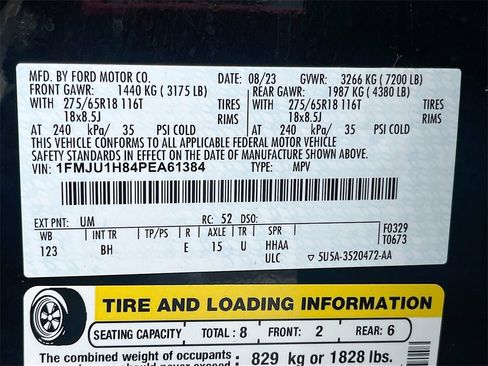 MFD. BY FORD MOTOR CO. 08/23 GVWR: 3266 KG (7200 LB)
FRONT GAWR: 1440 KG (3175 LB) REAR GAWR: 1987 KG (4380 LB)
WITH 275/65R18 116T TIRES WITH 275/65R18 116T TIRES
18x8.5J RIMS 18x8.5J RIMS
AT 240 kPa/ 35 PSI COLD AT 240 kPa/ 35 PSI COLD
THIS VEHICLE CONFORMS TO ALL APPLICABLE FEDERAL MOTOR VEHICLE
SAFETY STANDARDS IN EFFECT ON THE DATE OF MANUFACTURE SHOWN ABOVE.
VIN: 1FMJU1H84PEA61384 TYPE: MPV
EXT PNT: UM RC: 52 DSO:
WB INT TR TP/PS R AXLE TR SPR
123 BH E 15 U HHAA
ULC ▽ 5U5A-3520472-AA
F0329
T0673
TIRE AND LOADING INFORMATION
SEATING CAPACITY TOTAL : 8 FRONT: 2 REAR: 6
The combined weight of occupants
and cargo should never exceed 829 kg or 1828 lbs.